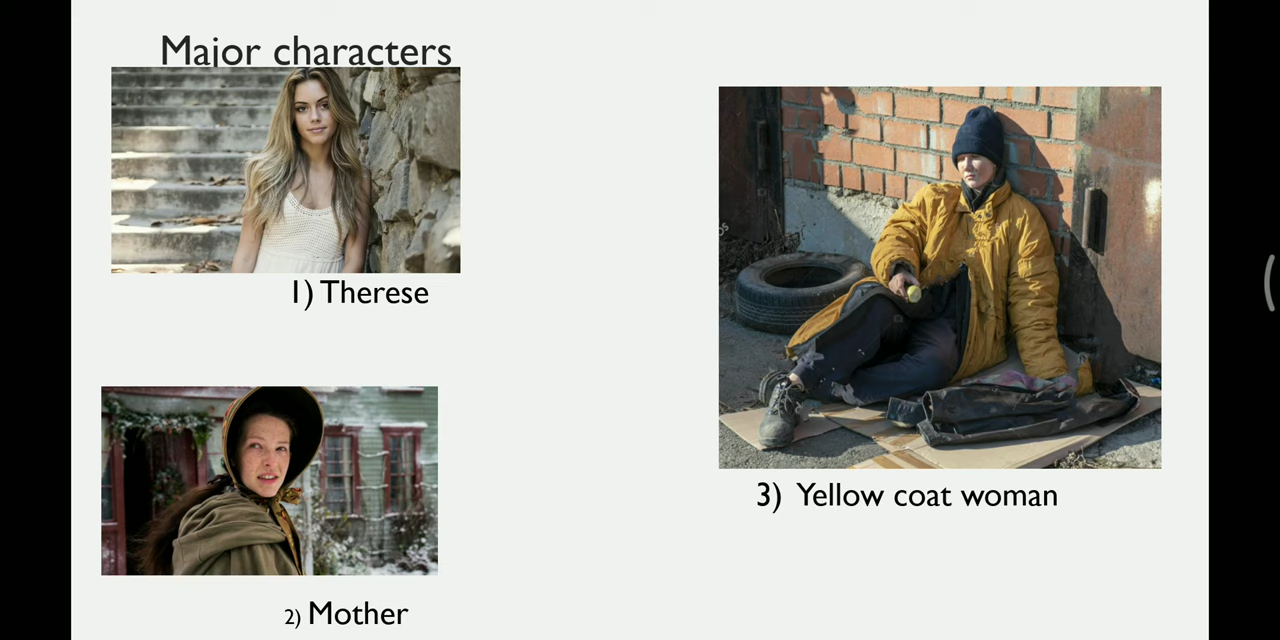 Major characters
1) Therese
2) Mother
3) Yellow coat woman